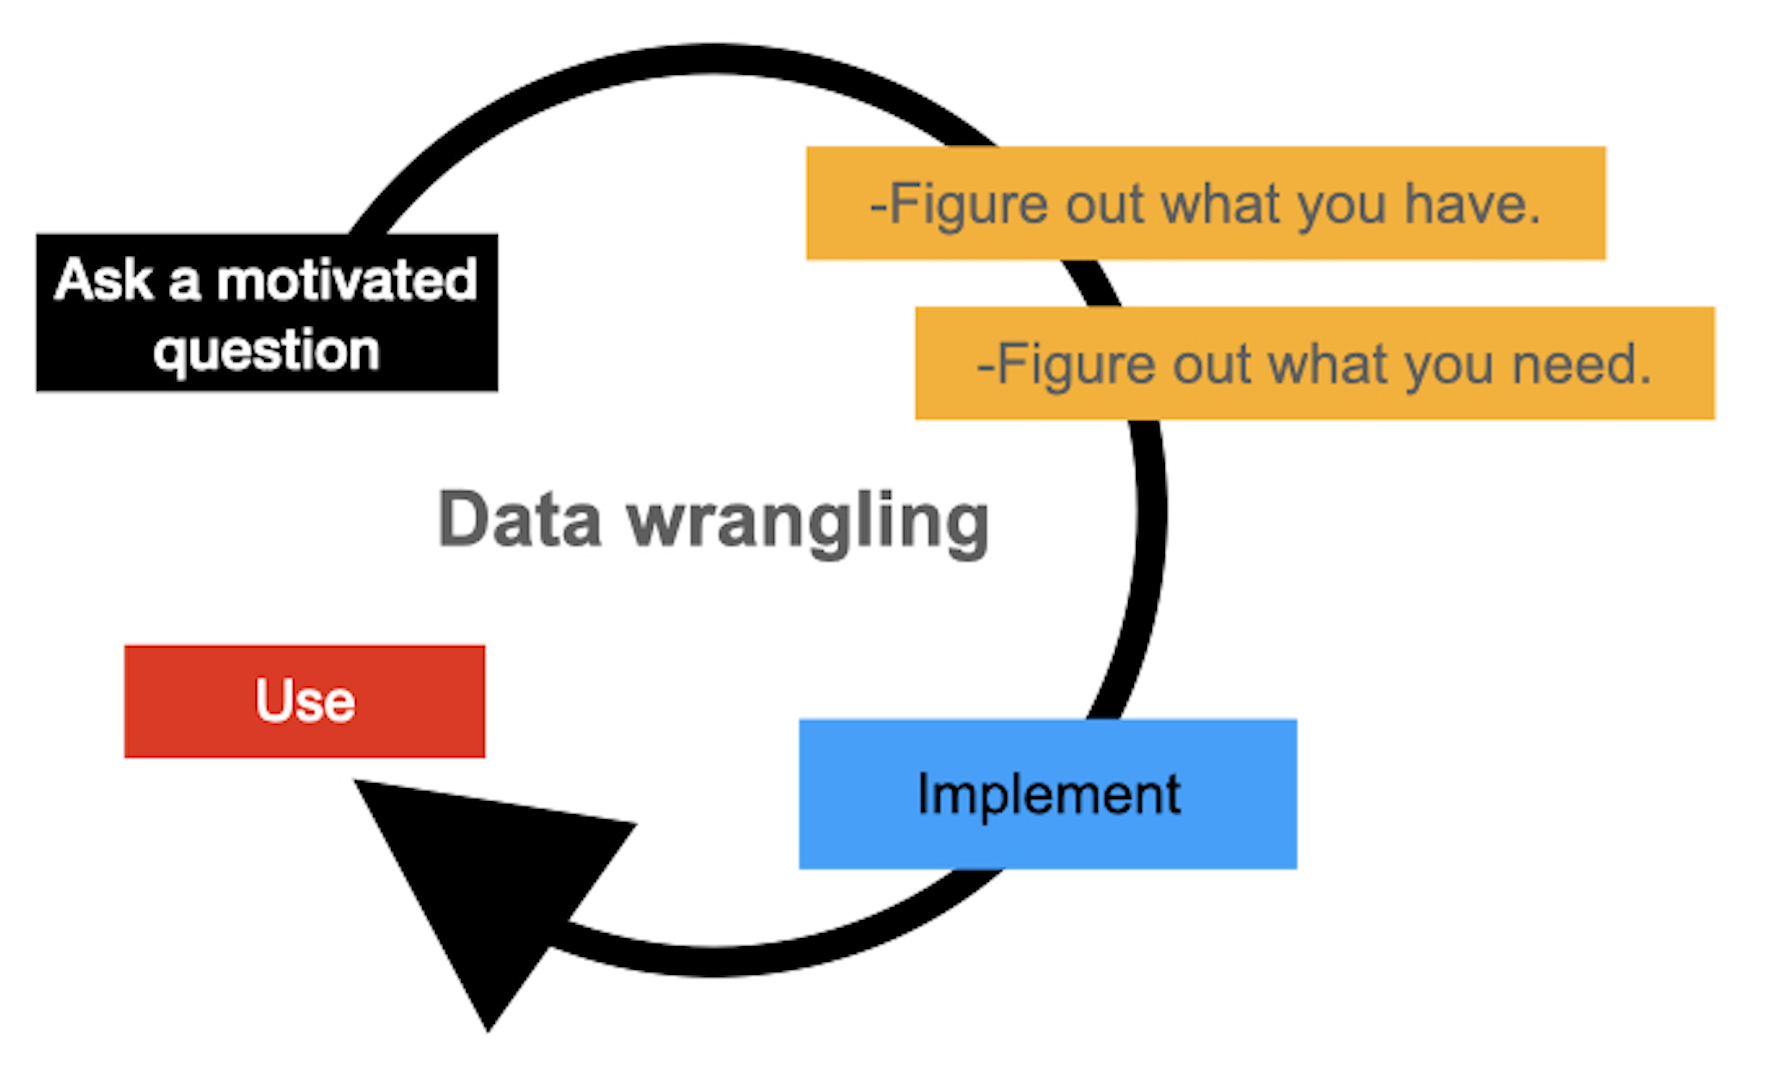 Ask a motivated
question
-Figure out what you have.
-Figure out what you need.
Data wrangling
Implement
Use